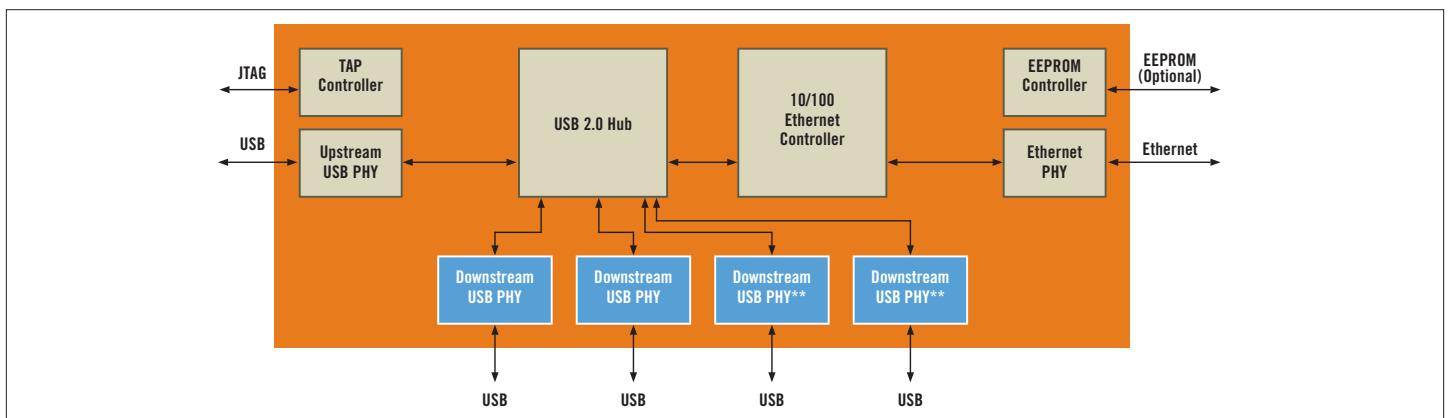 JTAG
TAP
Controller
USB
Upstream
USB PHY
USB 2.0 Hub
10/100
Ethernet
Controller
EEPROM
Controller
EEPROM
(Optional)
Ethernet
PHY
Ethernet
Downstream
USB PHY
Downstream
USB PHY
Downstream
USB PHY**
Downstream
USB PHY**
USB
USB
USB
USB